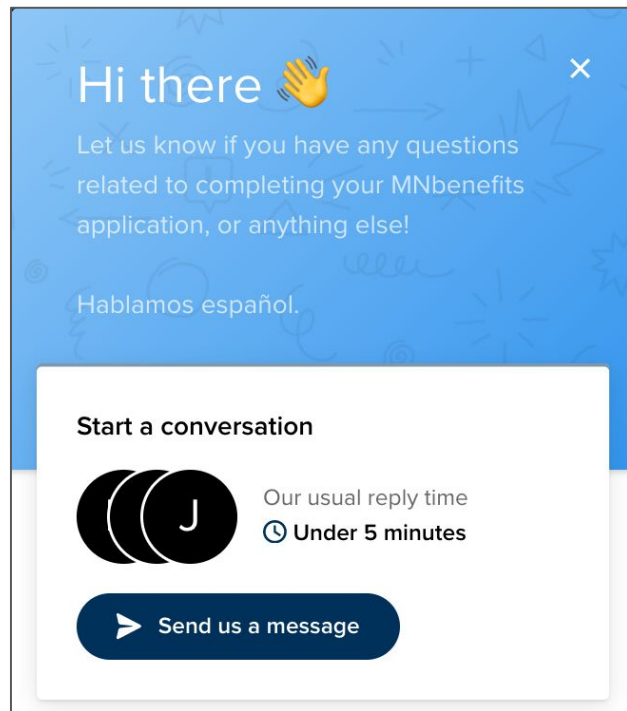 Hi there 👋
Let us know if you have any questions
related to completing your MNbenefits
application, or anything else!
Hablamos español.
Start a conversation
J
Our usual reply time
Under 5 minutes
Send us a message